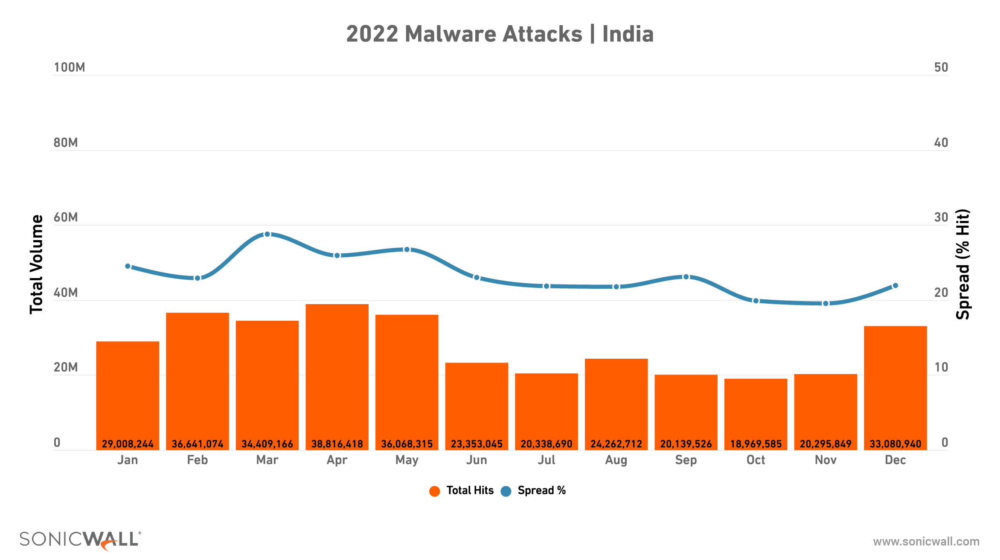 2022 Malware Attacks | India
100M
50
80M
40
60M
30
40M
20
20M
10
0
0
Total Volume
Spread (% Hit)
29,008,244
36,641,074
34,409,166
38,816,418
36,068,315
23,353,045
20,338,690
24,262,712
20,139,526
18,969,585
20,295,849
33,080,940
Jan
Feb
Mar
Apr
May
Jun
Jul
Aug
Sep
Oct
Nov
Dec
Total Hits
Spread %
SONICWALL®
www.sonicwall.com